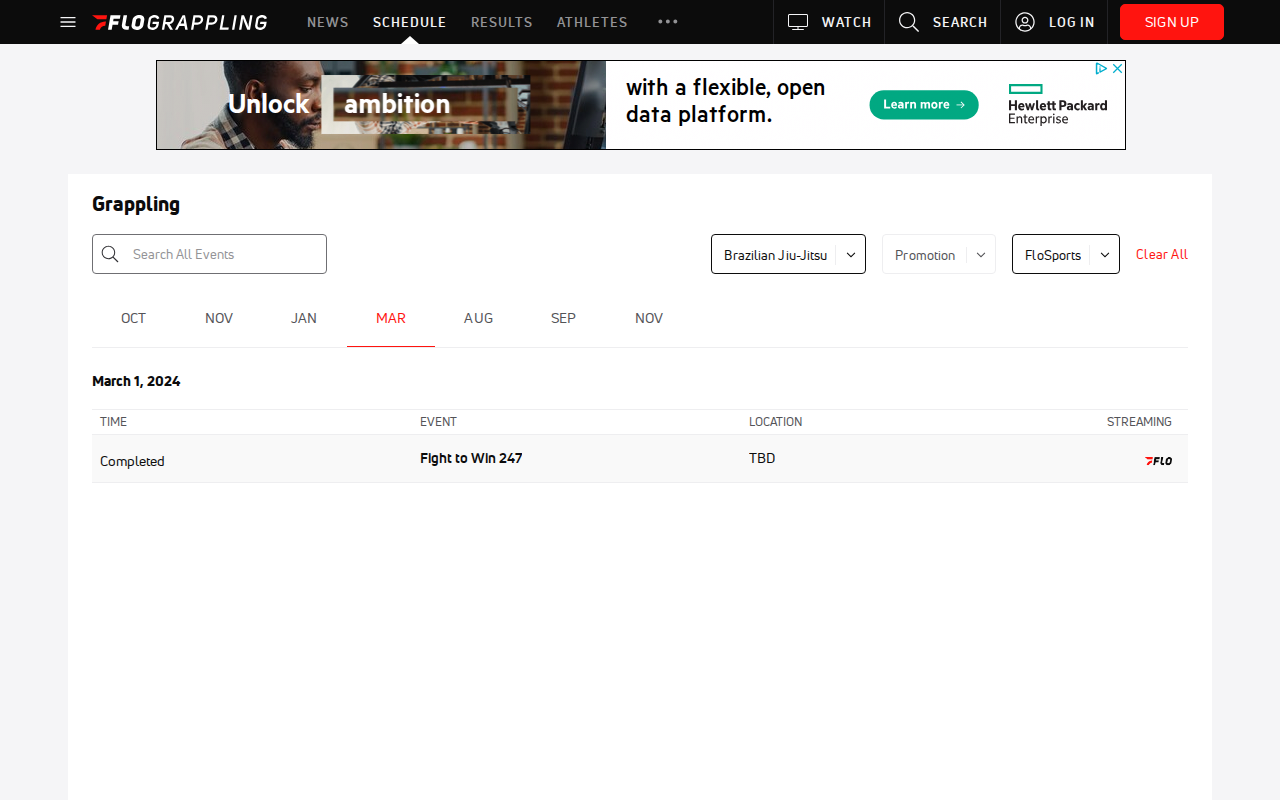 FLOGRAPPLING NEWS SCHEDULE RESULTS ATHLETES WATCH SEARCH LOG IN SIGN UP
Unlock ambition
with a flexible, open
data platform.
Learn more
Hewlett Packard
Enterprise
Grappling
Search All Events Brazilian Jiu-Jitsu Promotion FloSports Clear All
OCT NOV JAN MAR AUG SEP NOV
March 1, 2024
TIME EVENT LOCATION STREAMING
Completed Fight to Win 247 TBD FLO